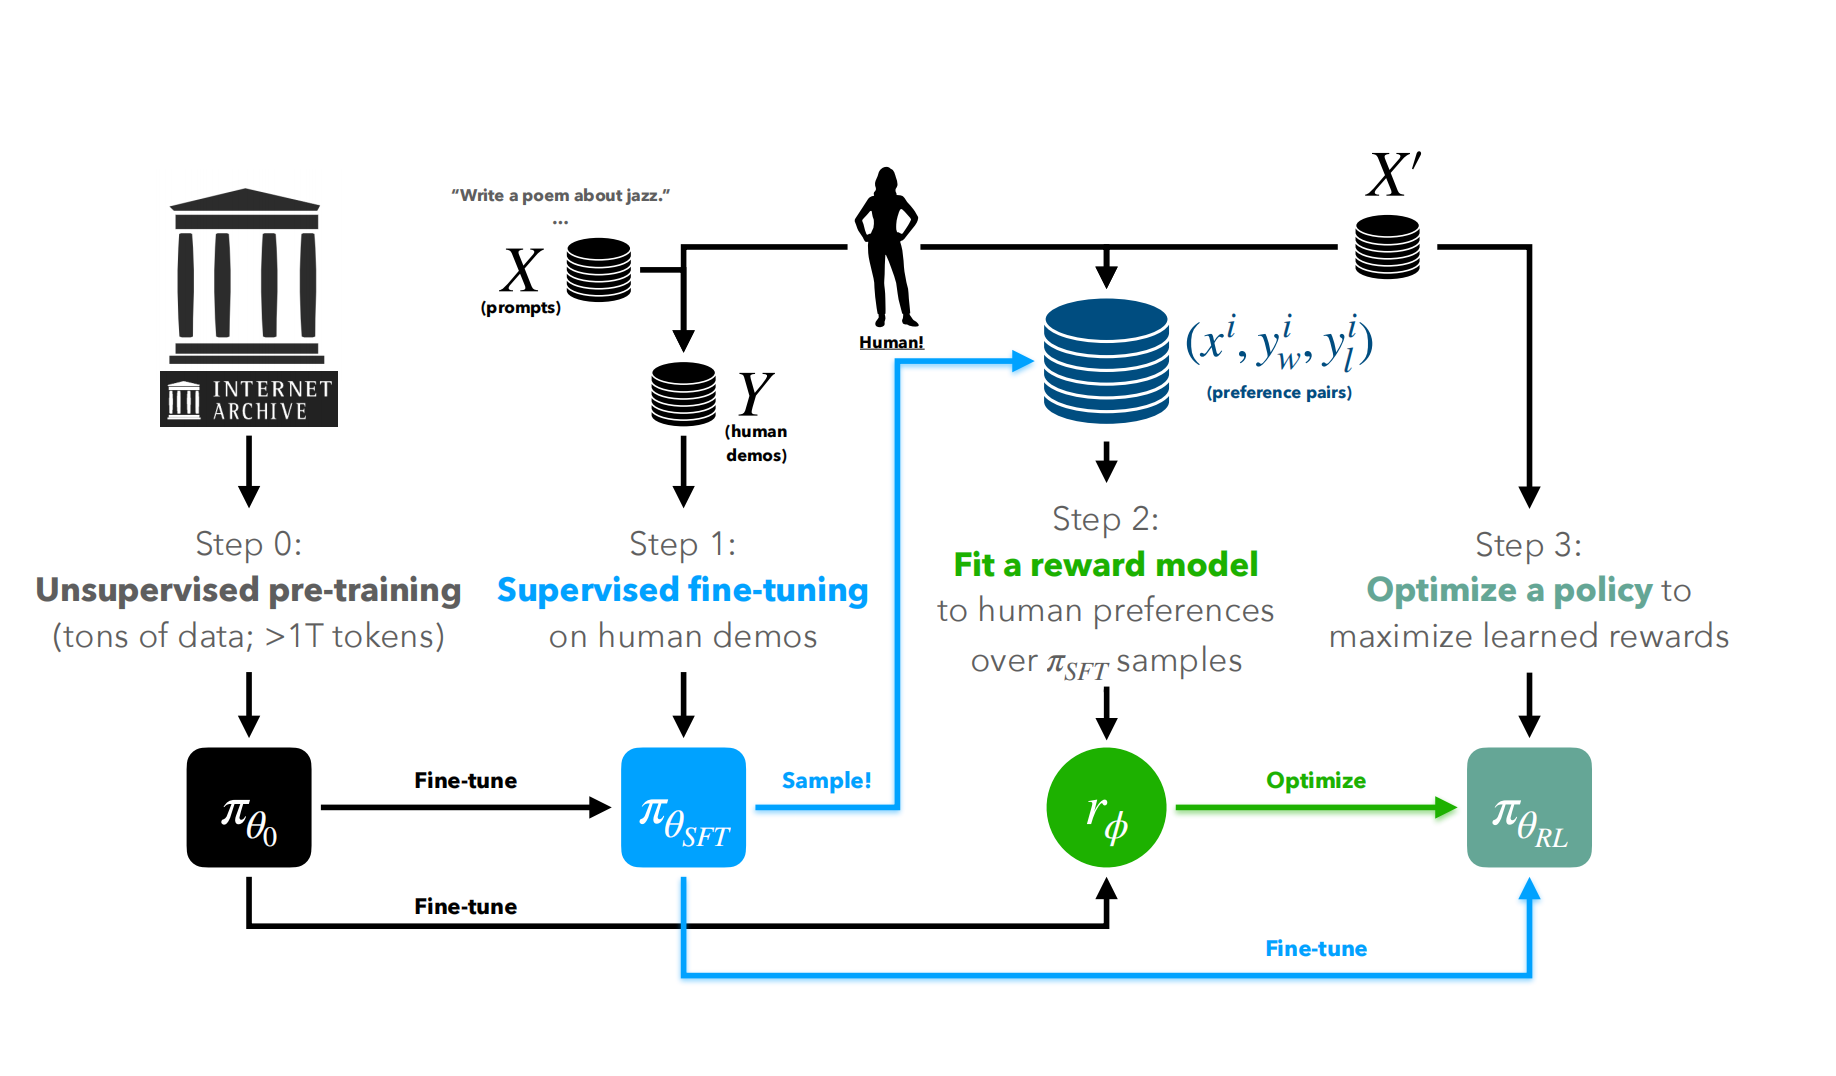 “Write a poem about jazz.”
...
X
(prompts)
Human!
X′
INTERNET
ARCHIVE
Y
(human
demos)
(x^i, y_w^i, y_l^i)
(preference pairs)
Step 0:
Unsupervised pre-training
(tons of data; >1T tokens)
Step 1:
Supervised fine-tuning
on human demos
Step 2:
Fit a reward model
to human preferences
over π_SFT samples
Step 3:
Optimize a policy to
maximize learned rewards
π_θ_0
Fine-tune
π_θ_SFT
Sample!
r_ϕ
Optimize
π_θ_RL
Fine-tune
Fine-tune